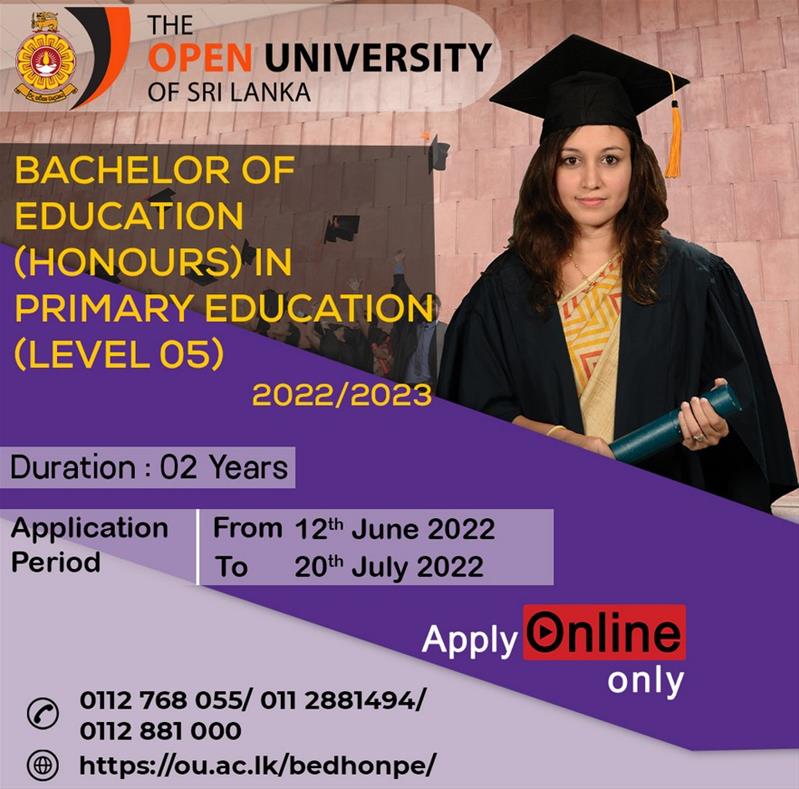 THE
OPEN UNIVERSITY
OF SRI LANKA
BACHELOR OF
EDUCATION
(HONOURS) IN
PRIMARY EDUCATION
(LEVEL 05)
2022/2023
Duration : 02 Years
Application Period
From 12th June 2022
To 20th July 2022
Apply Online
only
0112 768 055/ 011 2881494/
0112 881 000
https://ou.ac.lk/bedhonpe/